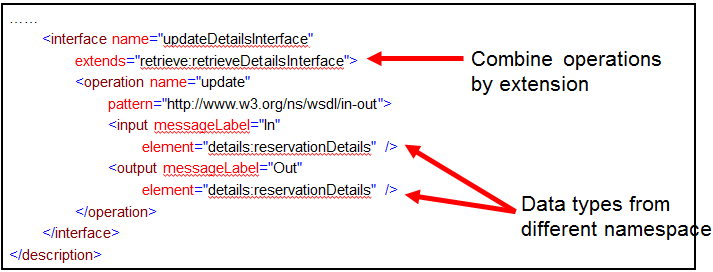 ......
<interface name="updateDetailsInterface"
extends="retrieve:retrieveDetailsInterface">
<operation name="update"
pattern="http://www.w3.org/ns/wsdl/in-out">
<input messageLabel="In"
element="details:reservationDetails" />
<output messageLabel="Out"
element="details:reservationDetails" />
</operation>
</interface>
</description>
Combine operations
by extension
Data types from
different namespace